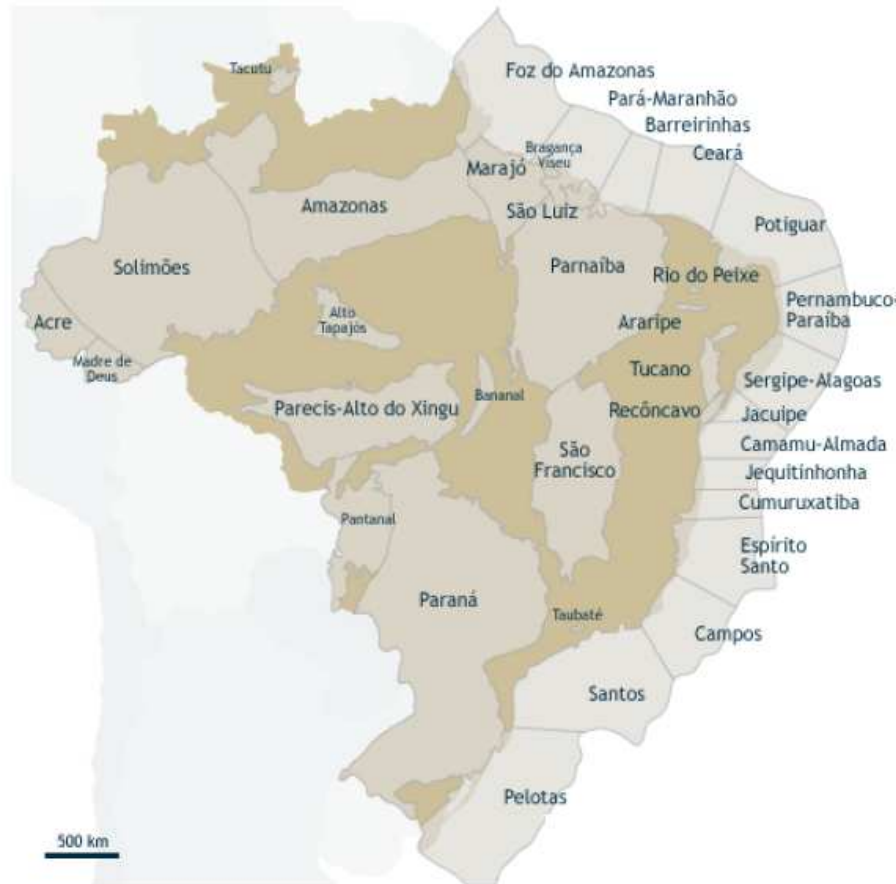 Tacutu
Foz do Amazonas
Pará-Maranhão
Barreirinhas
Ceará
Bragança
Viseu
Marajó
Amazonas
São Luiz
Potiguar
Solimões
Parnaíba
Rio do Peixe
Pernambuco-
Paraíba
Acre
Alto
Tapajós
Araripe
Madre de
Deus
Tucano
Sergipe-Alagoas
Bananal
Parecis-Alto do Xingu
Recôncavo
Jacuipe
São
Francisco
Camamu-Almada
Jequitinhonha
Cumuruxatiba
Pantanal
Espírito
Santo
Paraná
Taubaté
Campos
Santos
Pelotas
500 km